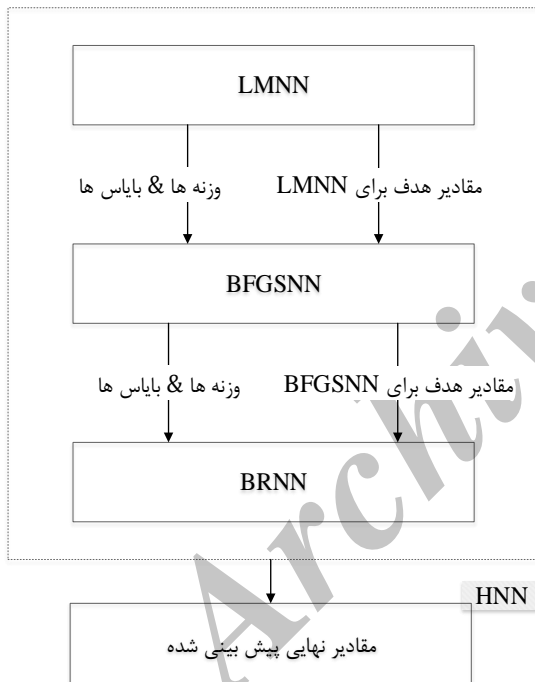 LMNN
مقادیر هدف برای LMNN
وزنه ها & بایاس ها
BFGSNN
مقادیر هدف برای BFGSNN
وزنه ها & بایاس ها
BRNN
HNN
مقادیر نهایی پیش بینی شده
Archiv